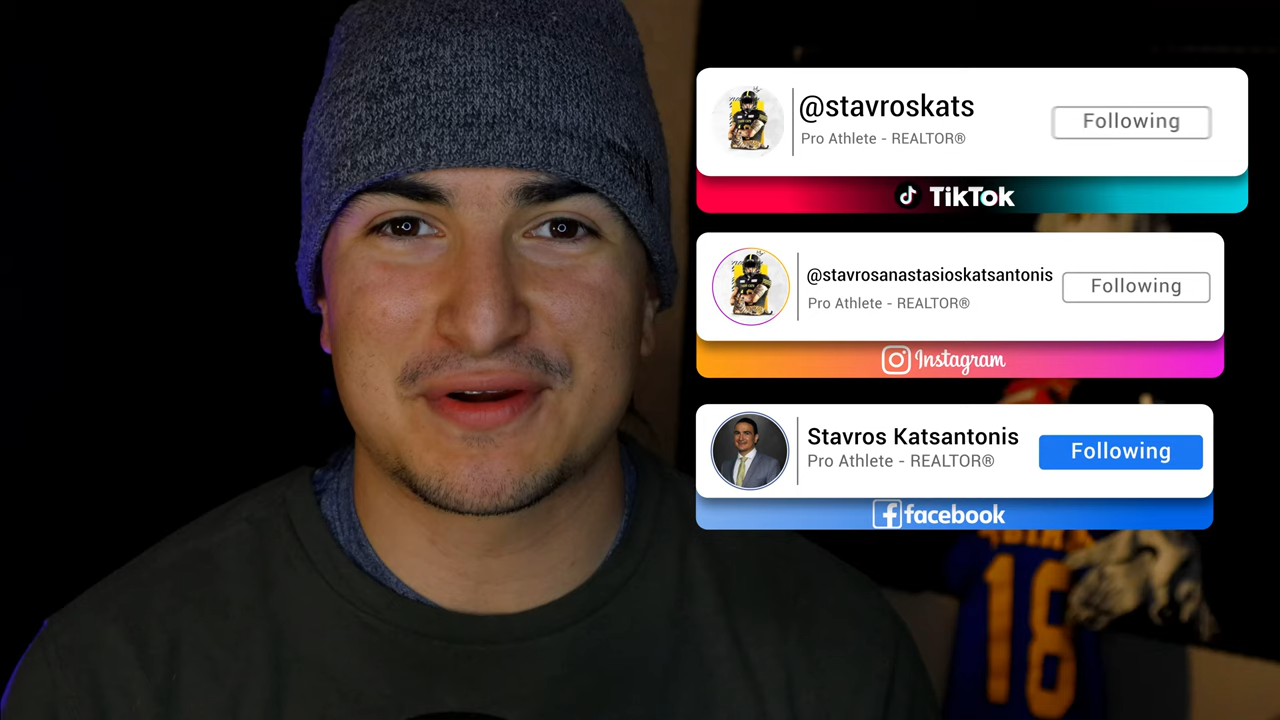 @stavroskats
Pro Athlete - REALTOR®
Following
TikTok
@stavrosanastasioskatsantonis
Pro Athlete - REALTOR®
Following
Instagram
Stavros Katsantonis
Pro Athlete - REALTOR®
Following
facebook
18